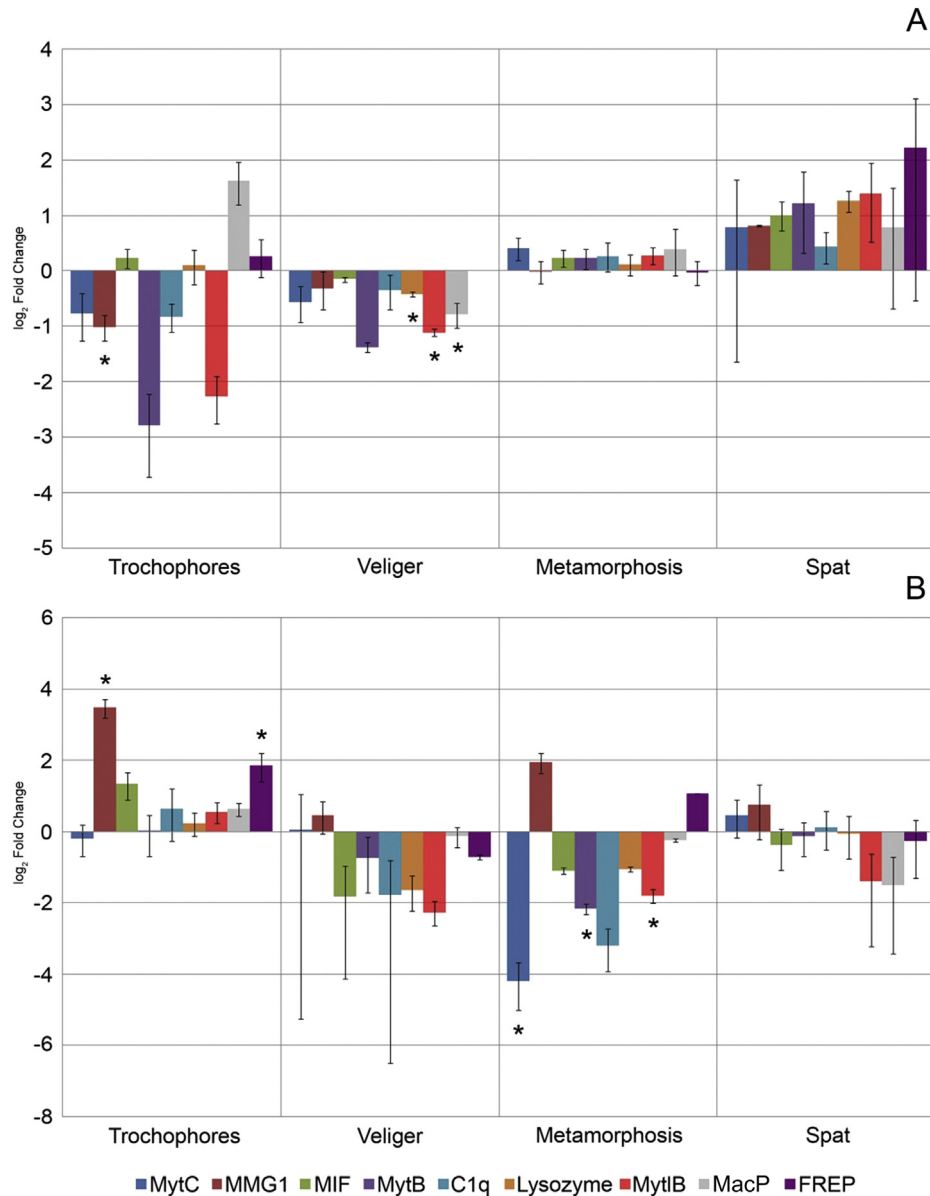 A
4
3
2
1
0
-1
-2
-3
-4
-5
log2 Fold Change
* * * *
Trochophores Veliger Metamorphosis Spat
B
6
4
2
0
-2
-4
-6
-8
log2 Fold Change
* * * * *
Trochophores Veliger Metamorphosis Spat
MytC MMG1 MIF MytB C1q Lysozyme MytlB MacP FREP